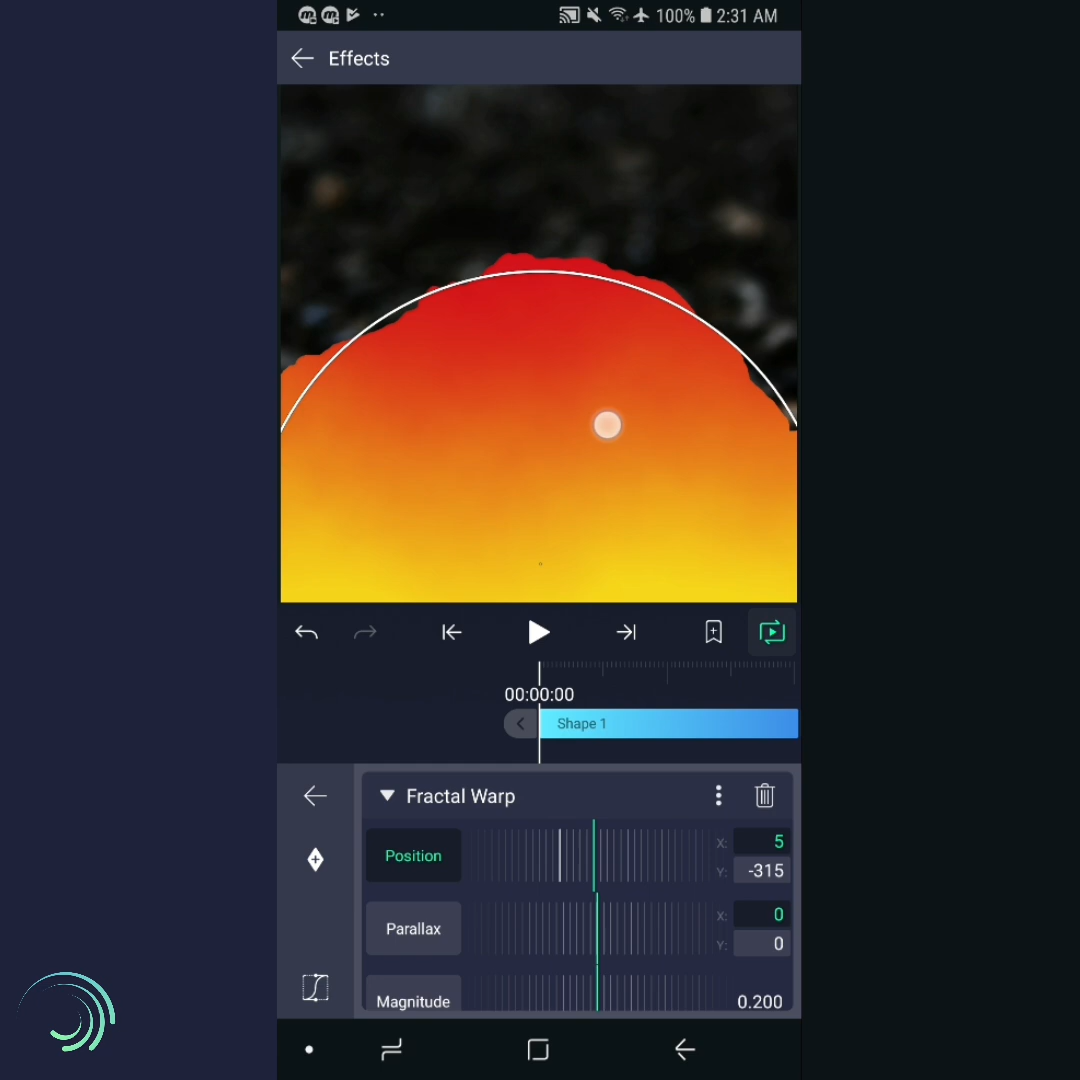 100% 2:31 AM
Effects
00:00:00
Shape 1
Fractal Warp
Position
X: 5
Y: -315
Parallax
X: 0
Y: 0
Magnitude
0.200